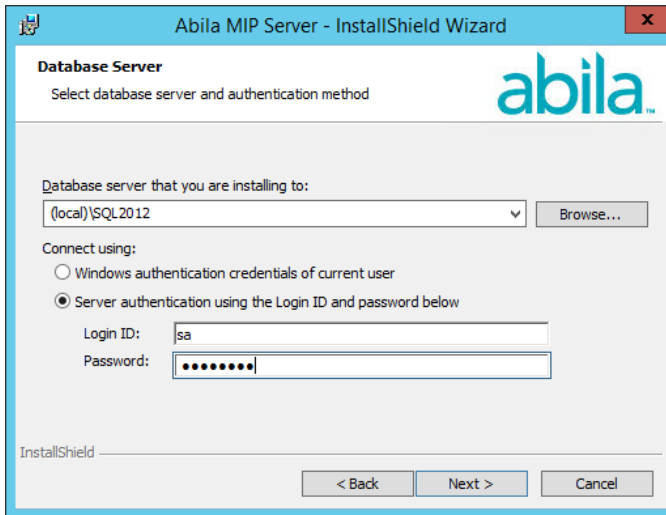 Abila MIP Server - InstallShield Wizard
x
Database Server
Select database server and authentication method
abila™
Database server that you are installing to:
(local)\SQL2012
Browse...
Connect using:
Windows authentication credentials of current user
Server authentication using the Login ID and password below
Login ID: sa
Password: ●●●●●●●●
InstallShield
< Back Next > Cancel